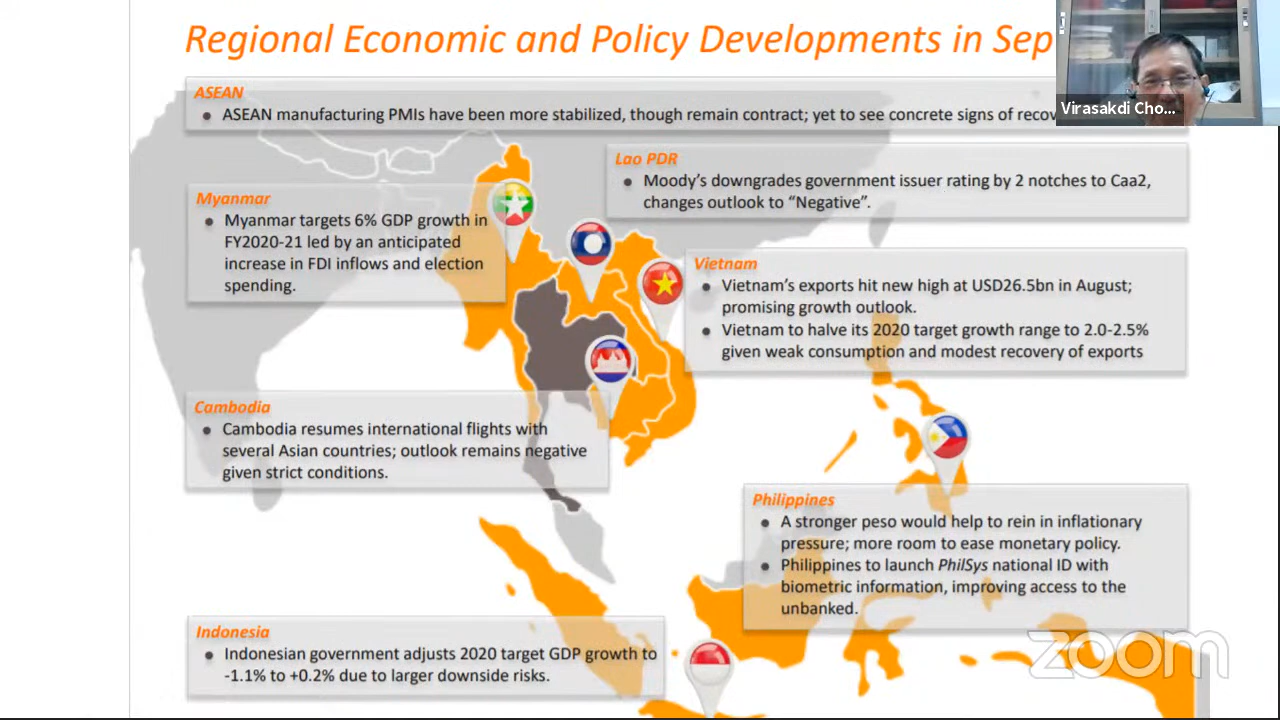 Regional Economic and Policy Developments in Sep
ASEAN
• ASEAN manufacturing PMIs have been more stabilized, though remain contract; yet to see concrete signs of
Virasakdi Cho...
Lao PDR
• Moody's downgrades government issuer rating by 2 notches to Caa2,
changes outlook to "Negative".
Myanmar
• Myanmar targets 6% GDP growth in
FY2020-21 led by an anticipated
increase in FDI inflows and election
spending.
Vietnam
• Vietnam's exports hit new high at USD26.5bn in August;
promising growth outlook.
• Vietnam to halve its 2020 target growth range to 2.0-2.5%
given weak consumption and modest recovery of exports
Cambodia
• Cambodia resumes international flights with
several Asian countries; outlook remains negative
given strict conditions.
Philippines
• A stronger peso would help to rein in inflationary
pressure; more room to ease monetary policy.
• Philippines to launch PhilSys national ID with
biometric information, improving access to the
unbanked.
Indonesia
• Indonesian government adjusts 2020 target GDP growth to
-1.1% to +0.2% due to larger downside risks.
zoom